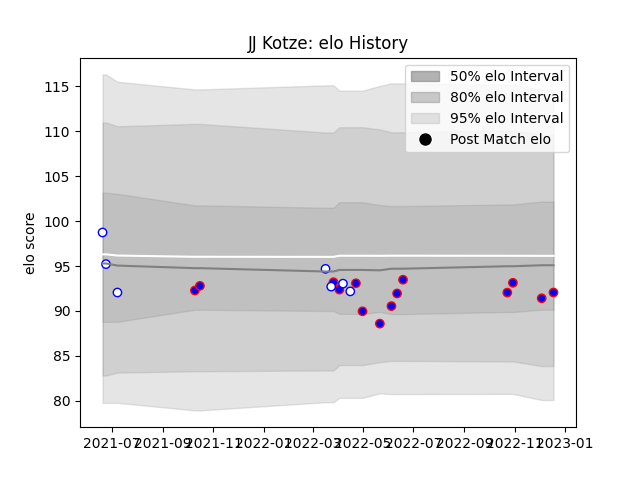 JJ Kotze: elo History
elo score
115
110
105
100
95
90
85
80
50% elo Interval
80% elo Interval
95% elo Interval
Post Match elo
2021-07 2021-09 2021-11 2022-01 2022-03 2022-05 2022-07 2022-09 2022-11 2023-01